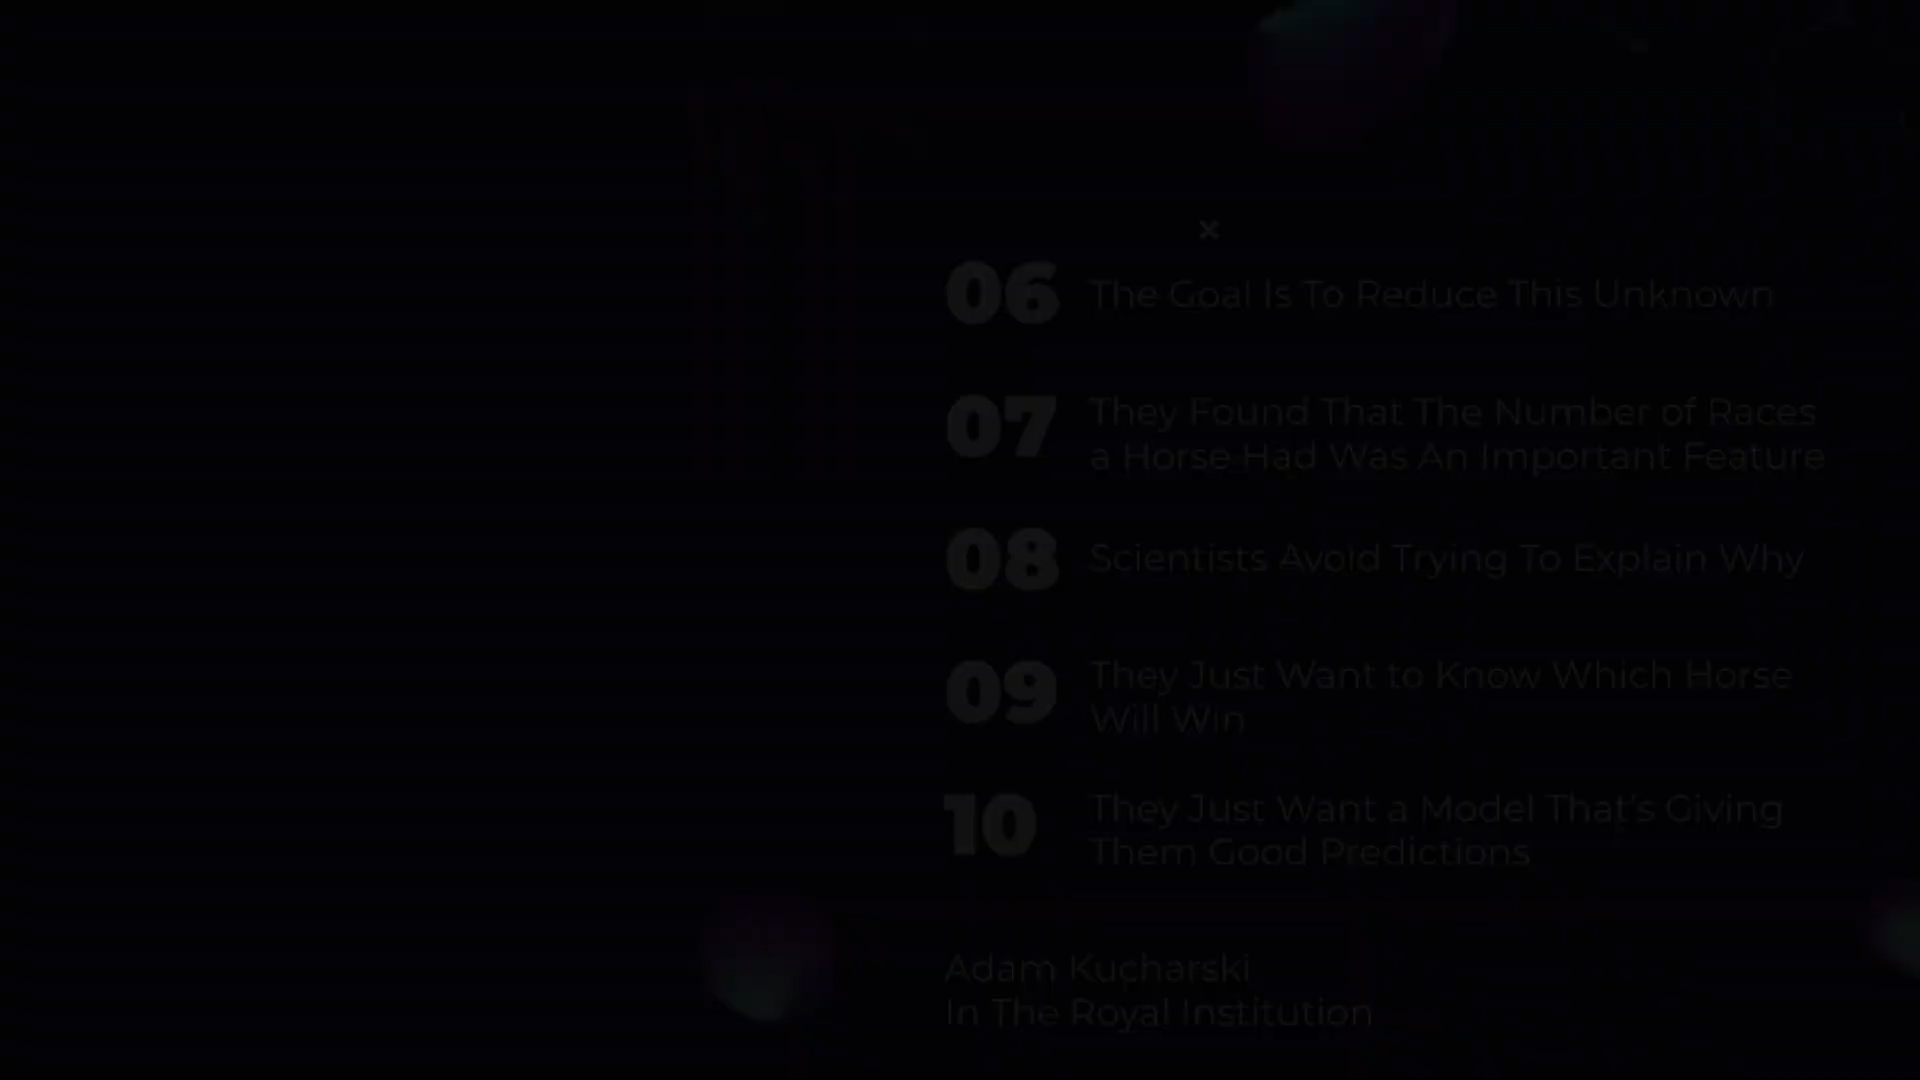 06 The Goal Is To Reduce This Unknown
07 They Found That The Number of Races
a Horse Had Was An Important Feature
08 Scientists Avoid Trying To Explain Why
09 They Just Want to Know Which Horse
Will Win
10 They Just Want a Model That's Giving
Them Good Predictions
Adam Kucharski
In The Royal Institution